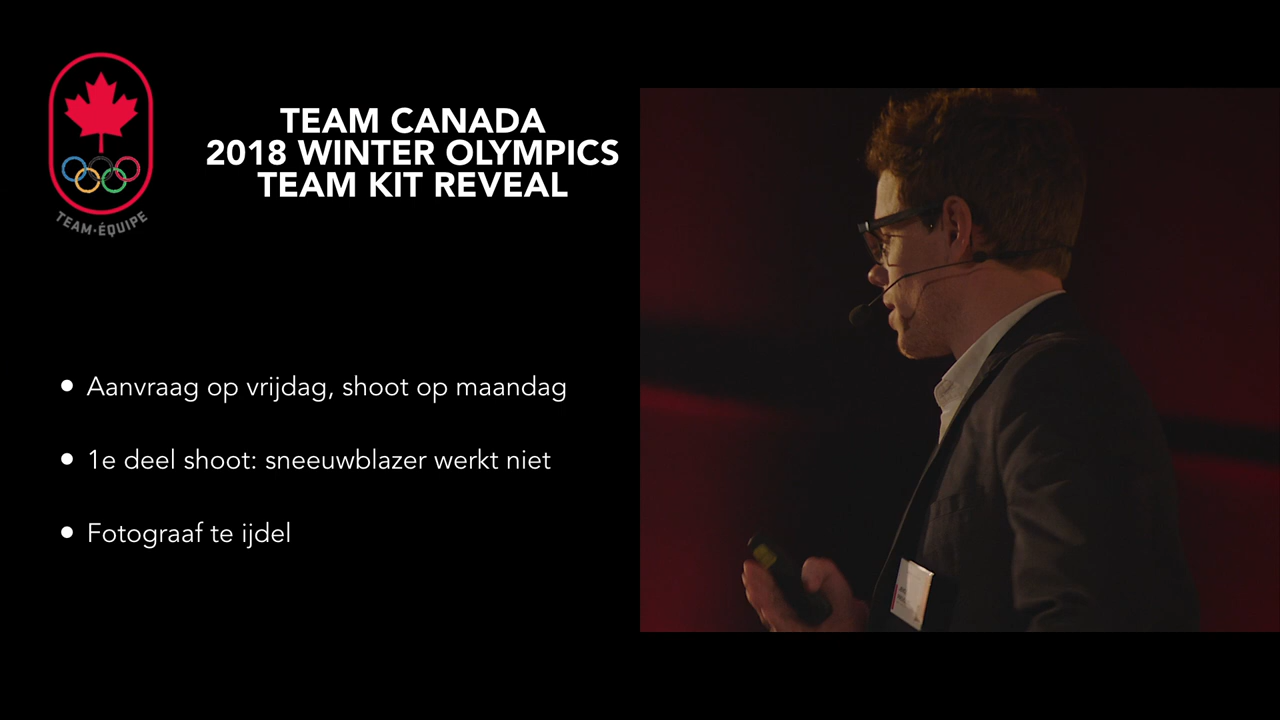 TEAM CANADA
2018 WINTER OLYMPICS
TEAM KIT REVEAL
TEAM·ÉQUIPE
Aanvraag op vrijdag, shoot op maandag
1e deel shoot: sneeuwblazer werkt niet
Fotograaf te ijdel